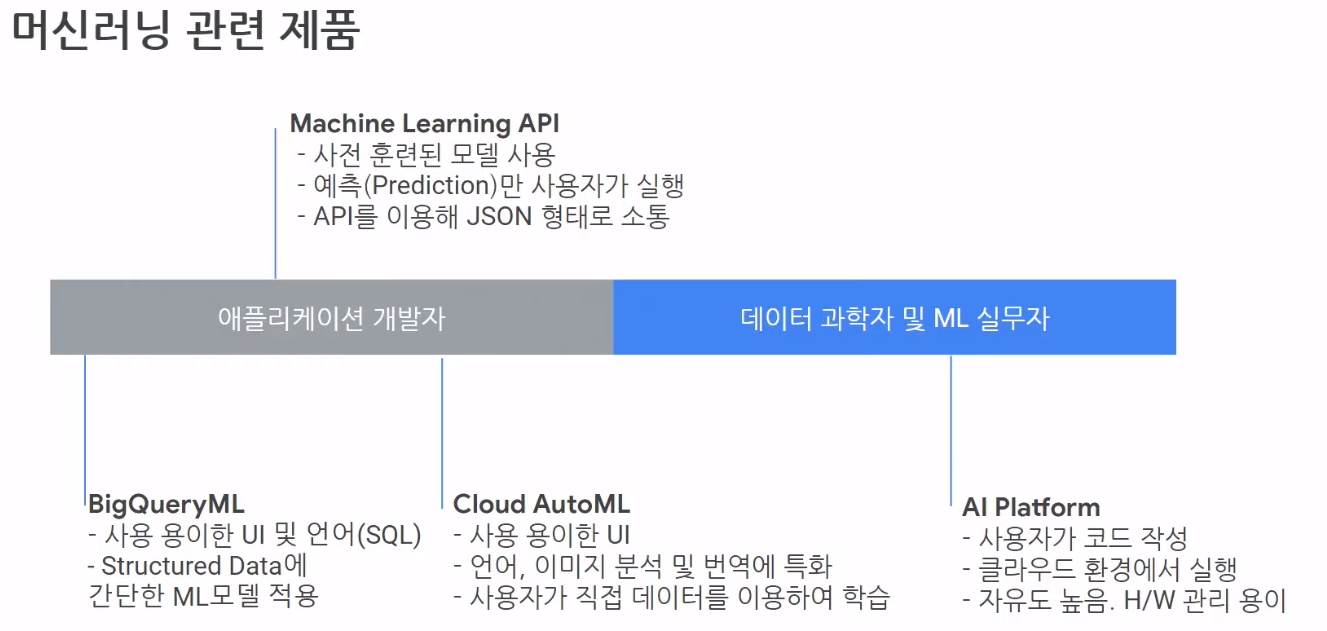 머신러닝 관련 제품
Machine Learning API
- 사전 훈련된 모델 사용
- 예측(Prediction)만 사용자가 실행
- API를 이용해 JSON 형태로 소통
애플리케이션 개발자
데이터 과학자 및 ML 실무자
BigQueryML
- 사용 용이한 UI 및 언어(SQL)
- Structured Data에
간단한 ML모델 적용
Cloud AutoML
- 사용 용이한 UI
- 언어, 이미지 분석 및 번역에 특화
- 사용자가 직접 데이터를 이용하여 학습
AI Platform
- 사용자가 코드 작성
- 클라우드 환경에서 실행
- 자유도 높음. H/W 관리 용이